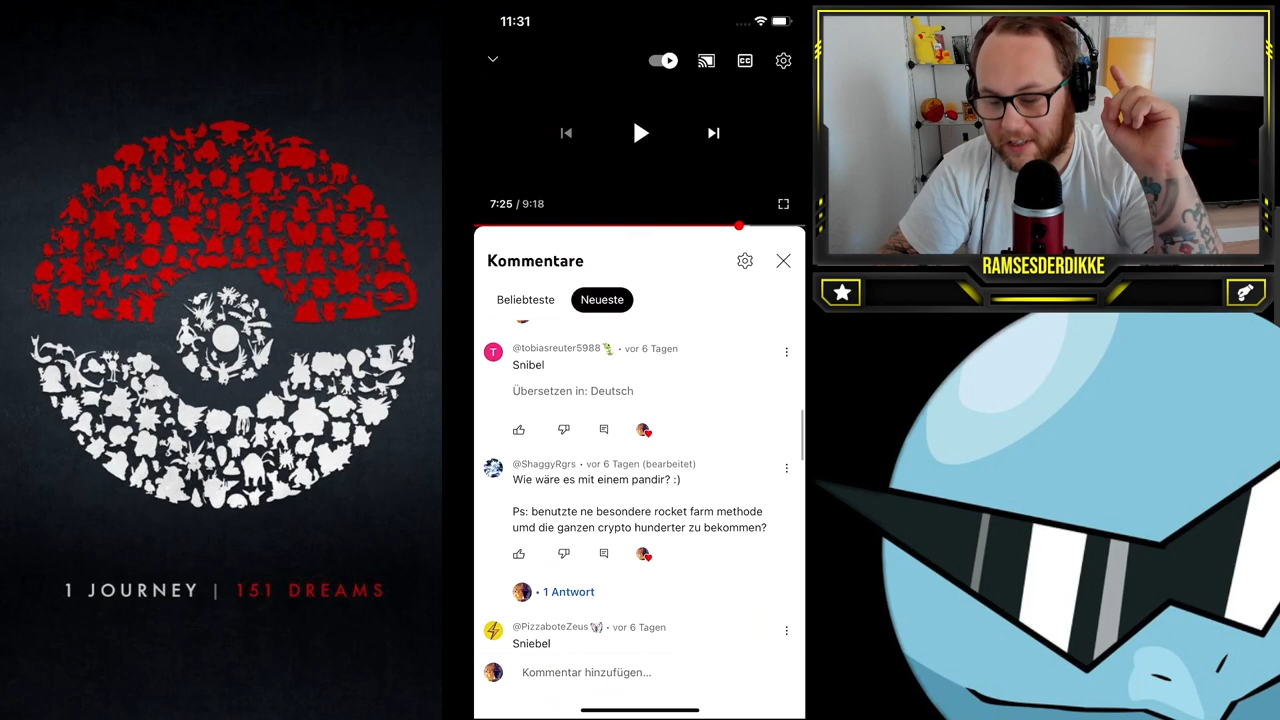 1 JOURNEY | 151 DREAMS
11:31
CC
7:25 / 9:18
Kommentare
Beliebteste
Neueste
T
@tobiasreuter5988 • vor 6 Tagen
Snibel
Übersetzen in: Deutsch
@ShaggyRgrs • vor 6 Tagen (bearbeitet)
Wie wäre es mit einem pandir? :)
Ps: benutzte ne besondere rocket farm methode
umd die ganzen crypto hunderter zu bekommen?
• 1 Antwort
@PizzaboteZeus • vor 6 Tagen
Sniebel
Kommentar hinzufügen...
RAMSESDERDIKKE